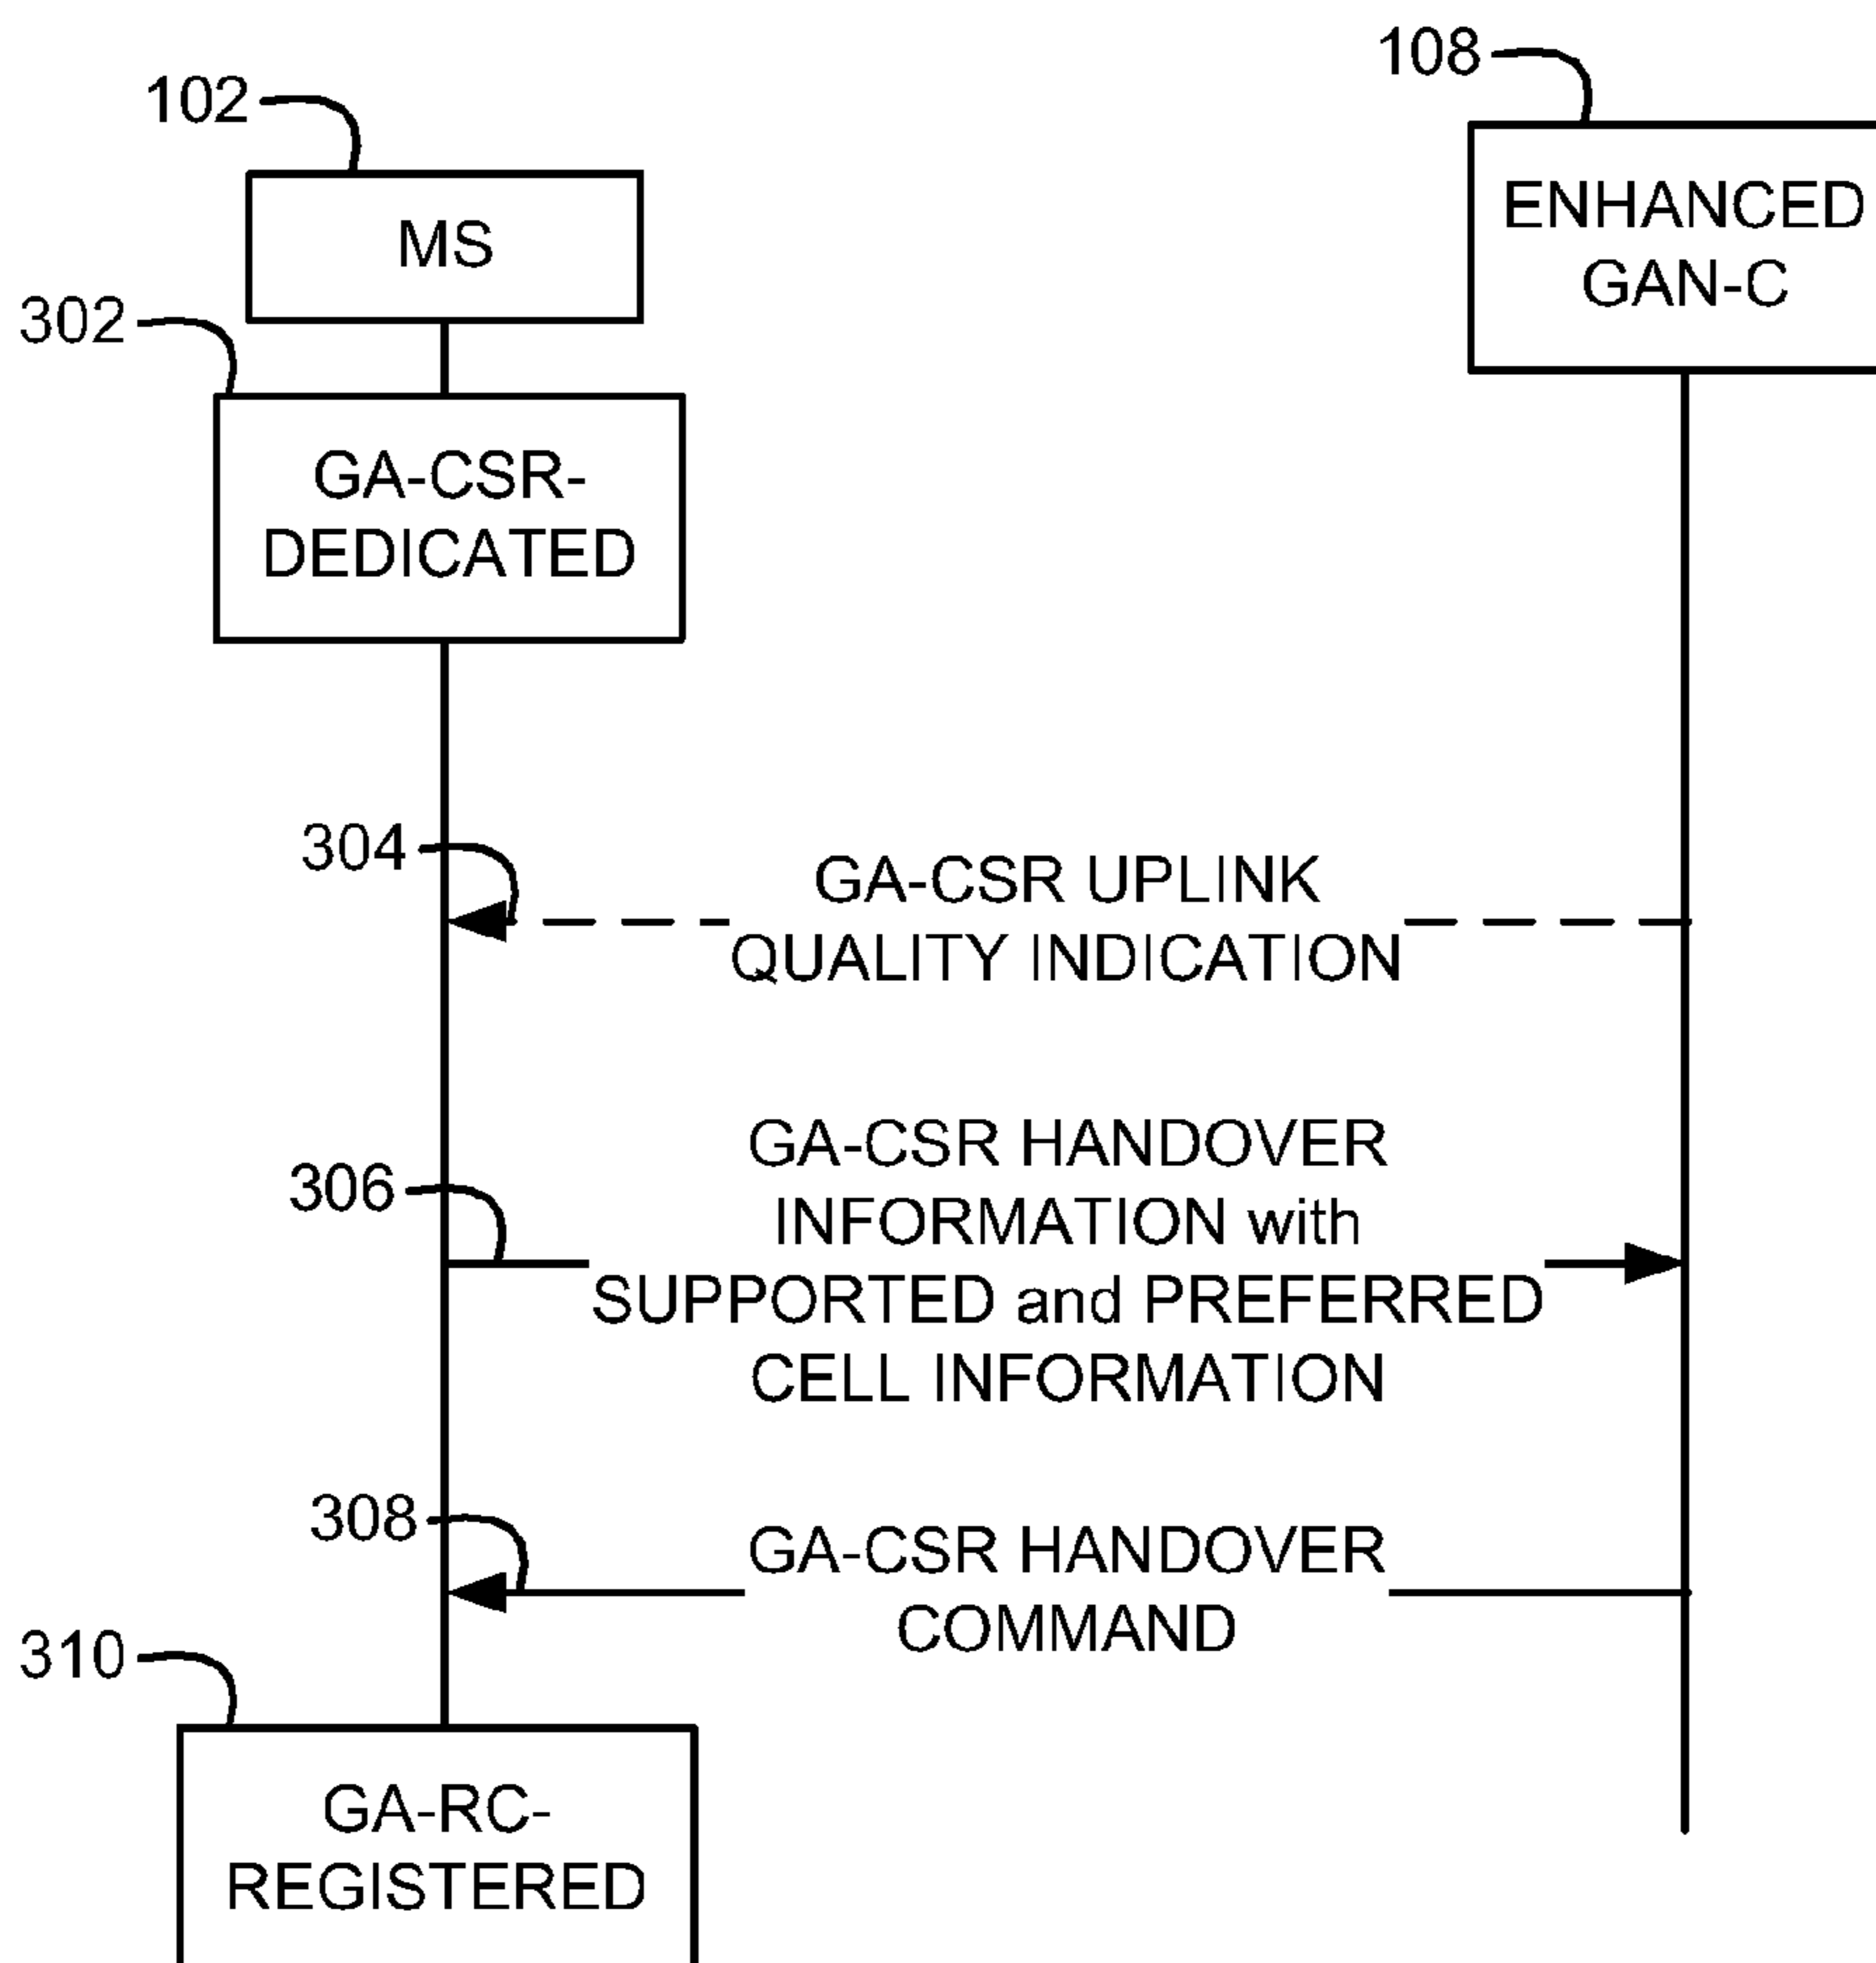 108
102
ENHANCED
GAN-C
MS
302
GA-CSR-
DEDICATED
304
GA-CSR UPLINK
QUALITY INDICATION
GA-CSR HANDOVER
306
INFORMATION with
SUPPORTED and PREFERRED
CELL INFORMATION
308
GA-CSR HANDOVER
COMMAND
310
GA-RC-
REGISTERED